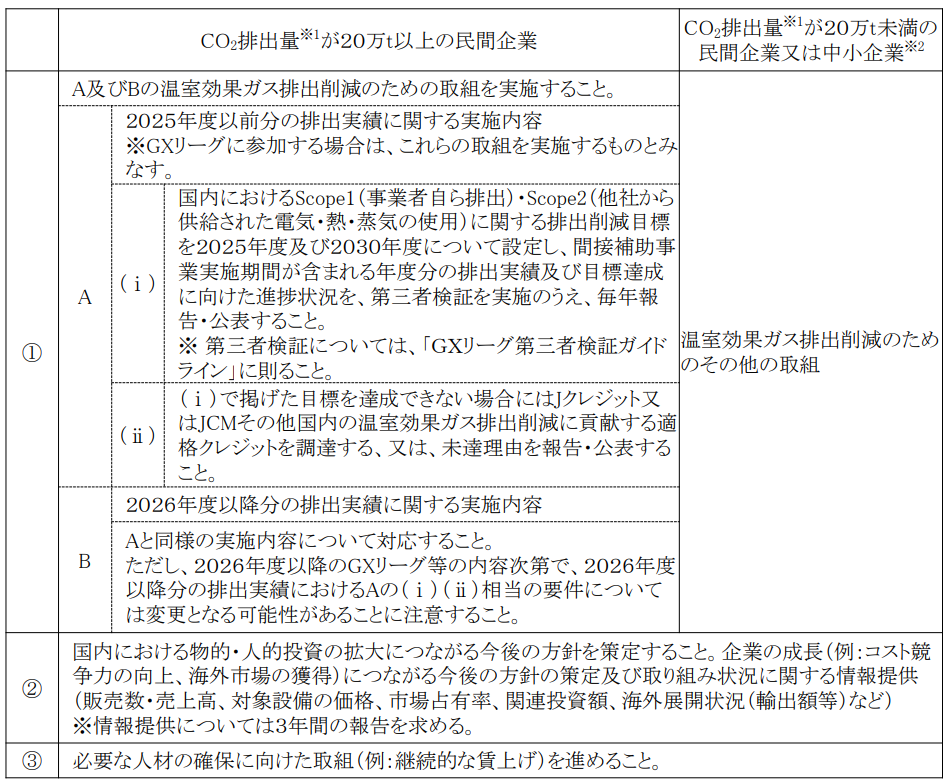 CO₂排出量※1が20万t以上の民間企業
CO₂排出量※1が20万t未満の
民間企業又は中小企業※2
①
A及びBの温室効果ガス排出削減のための取組を実施すること。
A
2025年度以前分の排出実績に関する実施内容
※GXリーグに参加する場合は、これらの取組を実施するものとみ
なす。
(ⅰ)
国内におけるScope1(事業者自ら排出)・Scope2(他社から
供給された電気・熱・蒸気の使用)に関する排出削減目標
を2025年度及び2030年度について設定し、間接補助事
業実施期間が含まれる年度分の排出実績及び目標達成
に向けた進捗状況を、第三者検証を実施のうえ、毎年報
告・公表すること。
※ 第三者検証については、「GXリーグ第三者検証ガイド
ライン」に則ること。
(ⅱ)
(ⅰ)で掲げた目標を達成できない場合にはJクレジット又
はJCMその他国内の温室効果ガス排出削減に貢献する適
格クレジットを調達する、又は、未達理由を報告・公表する
こと。
B
2026年度以降分の排出実績に関する実施内容
Aと同様の実施内容について対応すること。
ただし、2026年度以降のGXリーグ等の内容次第で、2026年度
以降分の排出実績におけるAの(ⅰ)(ⅱ)相当の要件について
は変更となる可能性があることに注意すること。
温室効果ガス排出削減のため
のその他の取組
②
国内における物的・人的投資の拡大につながる今後の方針を策定すること。企業の成長(例:コスト競
争力の向上、海外市場の獲得)につながる今後の方針の策定及び取り組み状況に関する情報提供
(販売数・売上高、対象設備の価格、市場占有率、関連投資額、海外展開状況(輸出額等)など)
※情報提供については3年間の報告を求める。
③
必要な人材の確保に向けた取組(例:継続的な賃上げ)を進めること。